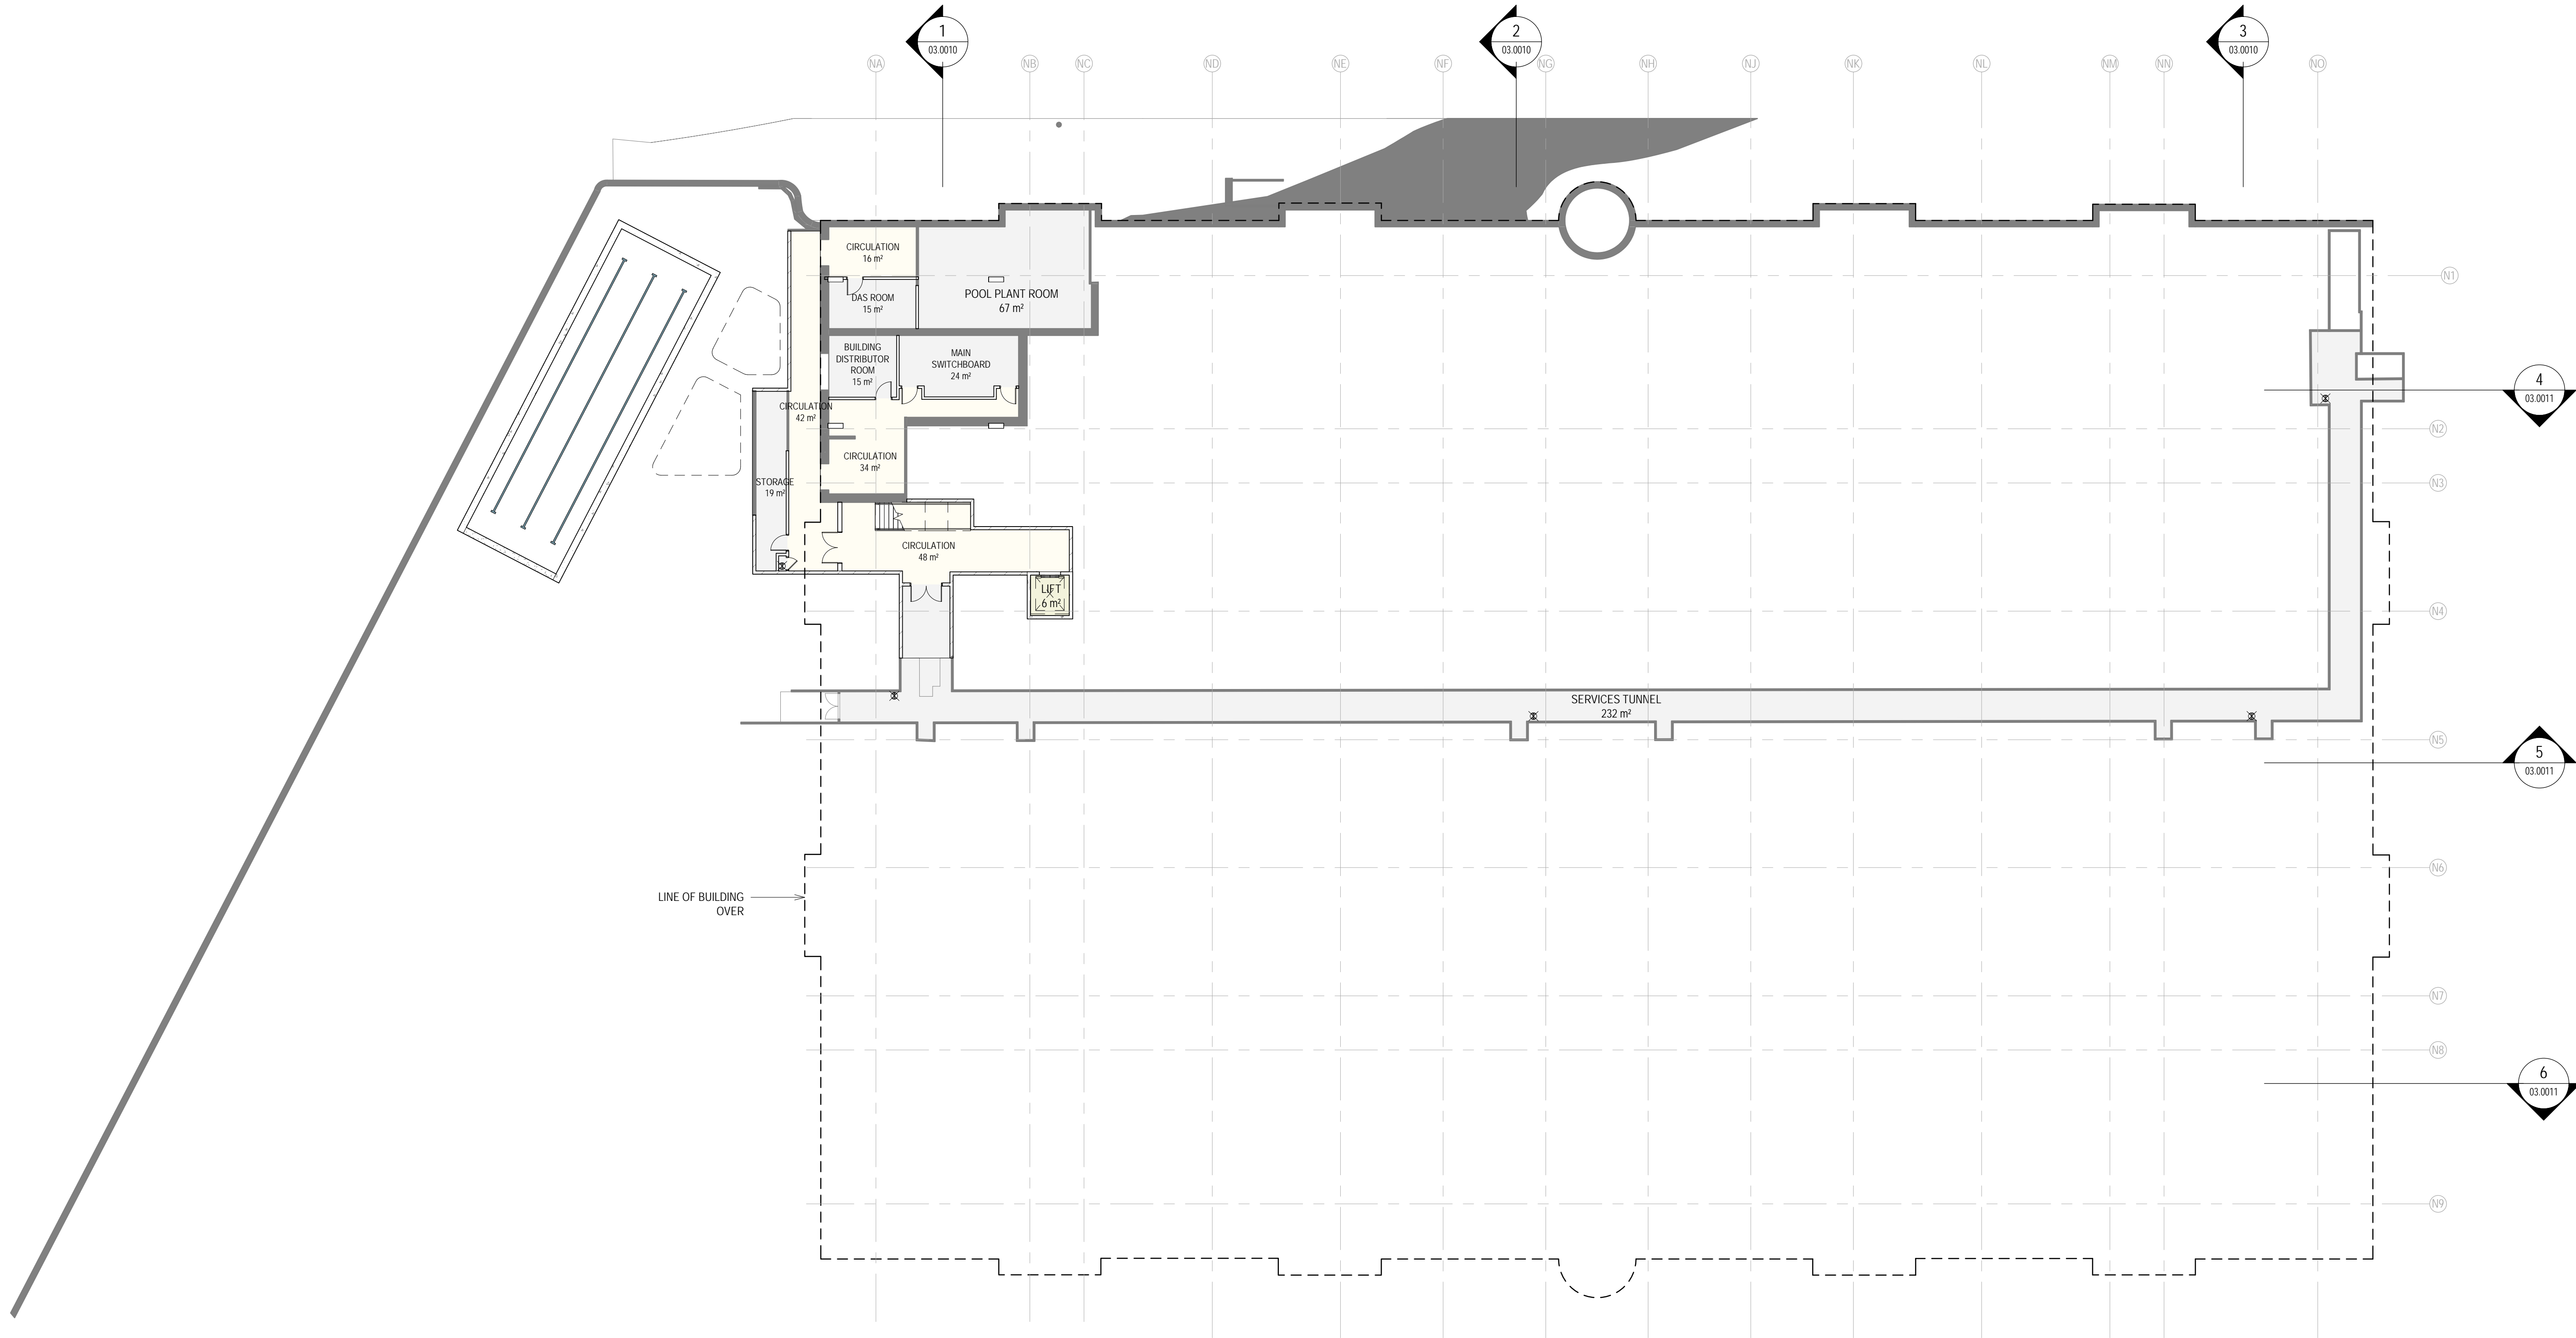 1
03.0010
2
03.0010
3
03.0010
NA
NB
NC
ND
NE
NF
NG
NH
NJ
NK
NL
NM
NN
NO
CIRCULATION
16 m²
N1
DAS ROOM
15 m²
POOL PLANT ROOM
67 m²
BUILDING
DISTRIBUTOR
ROOM
15 m²
MAIN
SWITCHBOARD
24 m²
4
03.0011
CIRCULATION
42 m²
N2
CIRCULATION
34 m²
STORAGE
19 m²
N3
CIRCULATION
48 m²
LIFT
6 m²
N4
SERVICES TUNNEL
232 m²
N5
5
03.0011
N6
LINE OF BUILDING
OVER
N7
N8
6
03.0011
N9